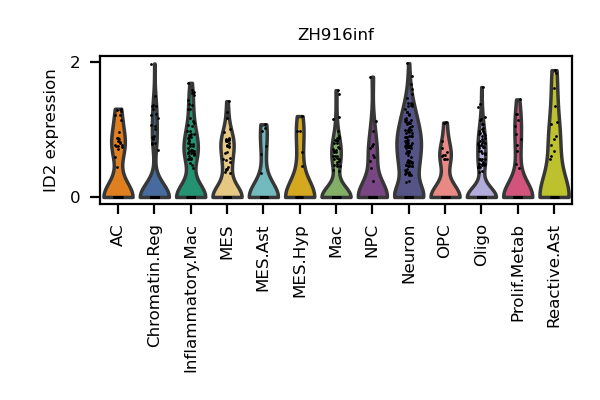 ZH916inf
ID2 expression
2
0
AC
Chromatin.Reg
Inflammatory.Mac
MES
MES.Ast
MES.Hyp
Mac
NPC
Neuron
OPC
Oligo
Prolif.Metab
Reactive.Ast